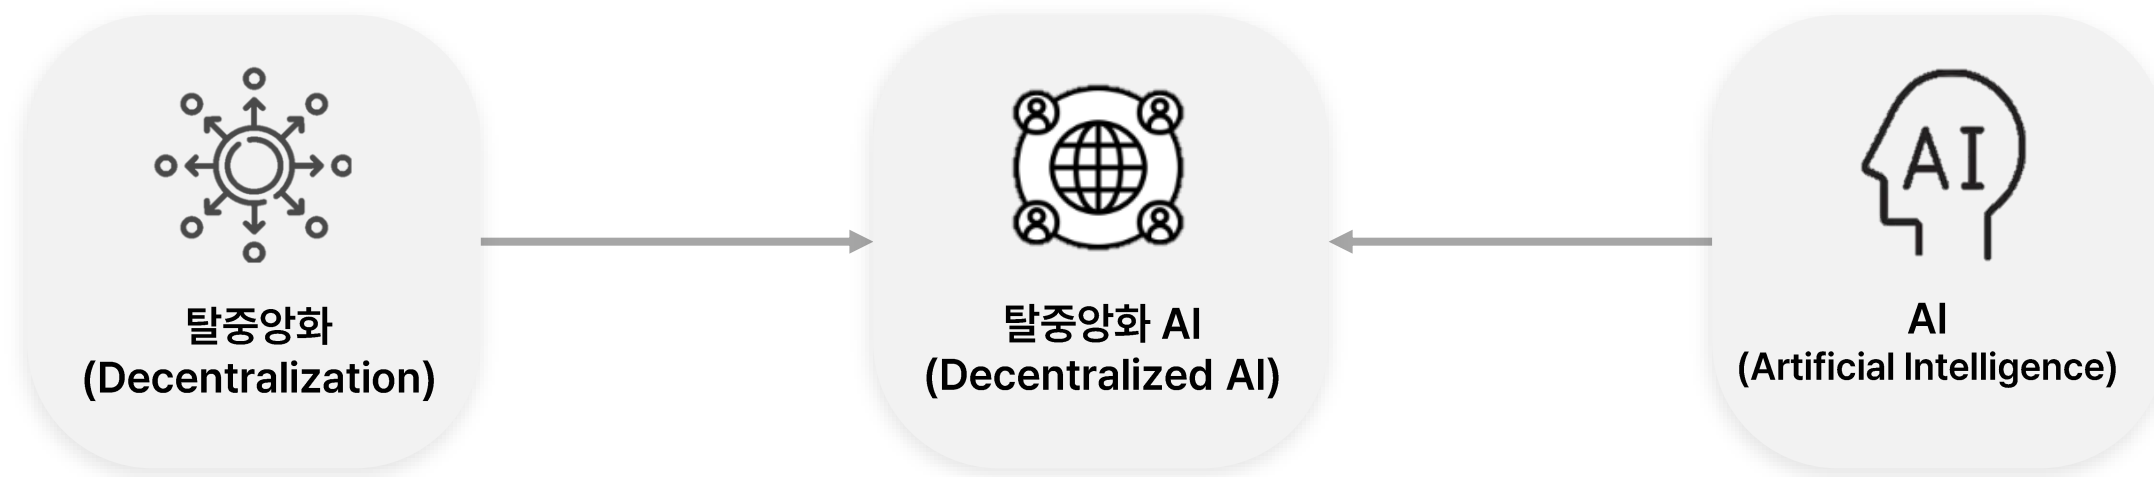 탈중앙화
(Decentralization)
탈중앙화 AI
(Decentralized AI)
AI
AI
(Artificial Intelligence)